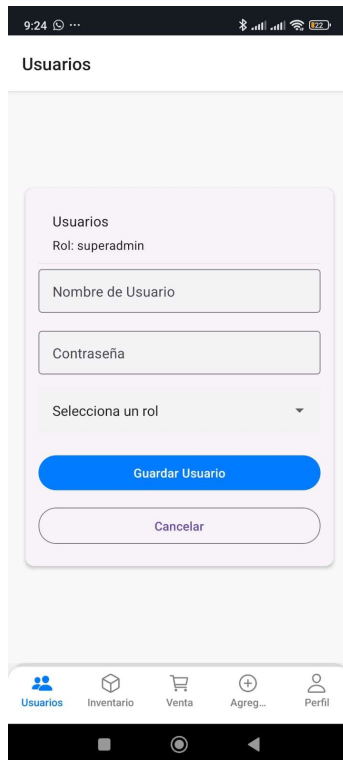 9:24
22
Usuarios
Usuarios
Rol: superadmin
Nombre de Usuario
Contraseña
Selecciona un rol
Guardar Usuario
Cancelar
Usuarios Inventario Venta Agreg... Perfil